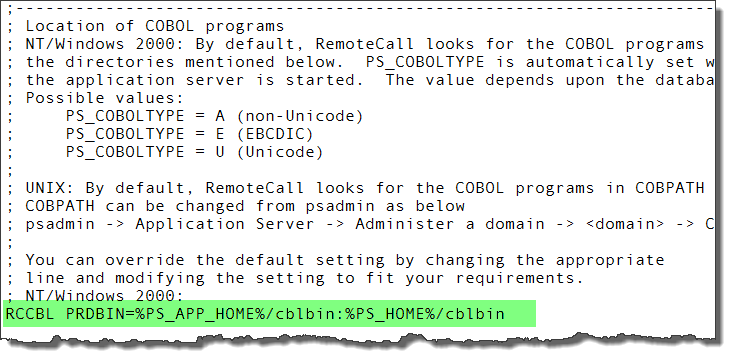 ; -----------------------------------------------------------------------
; Location of COBOL programs
; NT/Windows 2000: By default, RemoteCall looks for the COBOL programs
; the directories mentioned below.  PS_COBOLTYPE is automatically set w
; the application server is started.  The value depends upon the databa
; Possible values:
;     PS_COBOLTYPE = A (non-Unicode)
;     PS_COBOLTYPE = E (EBCDIC)
;     PS_COBOLTYPE = U (Unicode)
;
; UNIX: By default, RemoteCall looks for the COBOL programs in COBPATH
; COBPATH can be changed from psadmin as below
; psadmin -> Application Server -> Administer a domain -> <domain> -> C
;
; You can override the default setting by changing the appropriate
; line and modifying the setting to fit your requirements.
; NT/Windows 2000:
RCCBL PRDBIN=%PS_APP_HOME%/cblbin:%PS_HOME%/cblbin